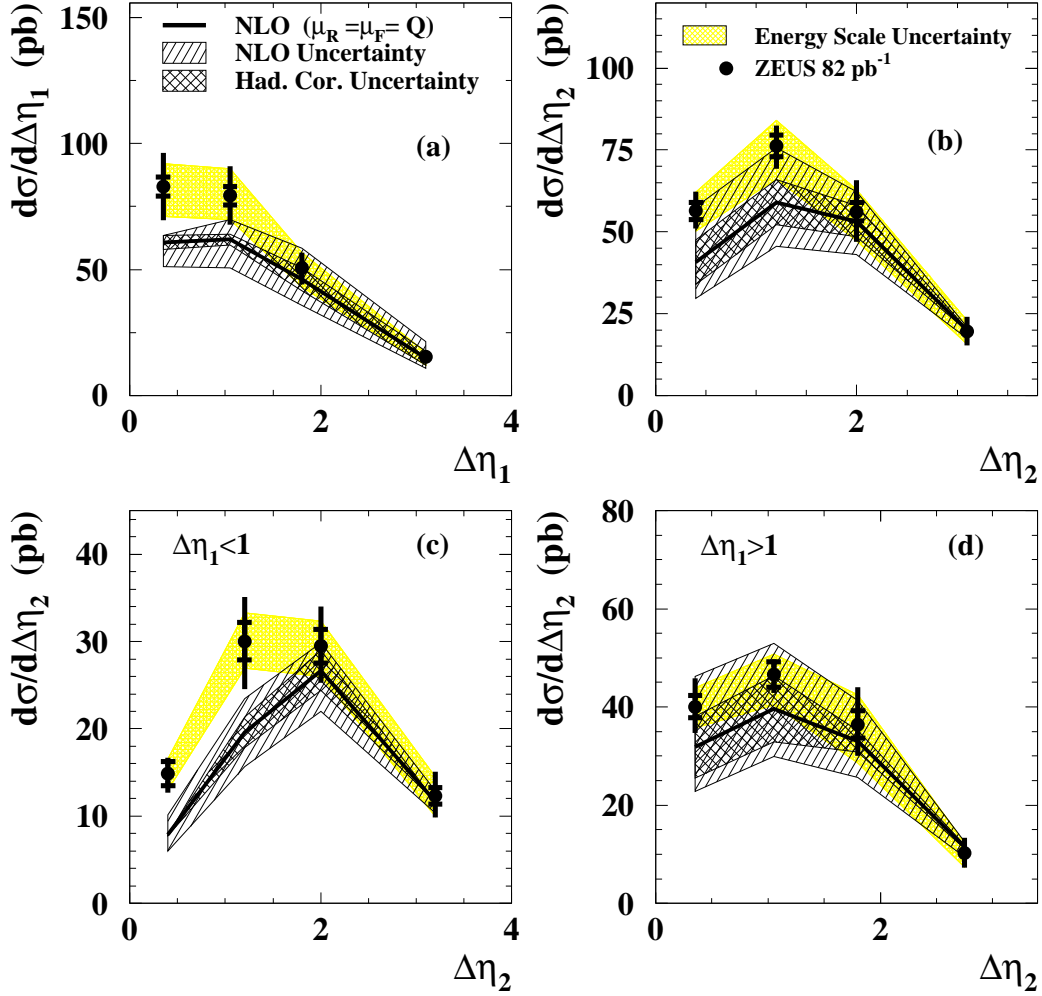 dσ/dΔη₁ (pb)
150
100
50
0
NLO (μ_R =μ_F= Q)
NLO Uncertainty
Had. Cor. Uncertainty
(a)
0 2 4
Δη₁
dσ/dΔη₂ (pb)
100
75
50
25
0
Energy Scale Uncertainty
ZEUS 82 pb⁻¹
(b)
0 2
Δη₂
dσ/dΔη₂ (pb)
40
30
20
10
0
Δη₁<1
(c)
0 2 4
Δη₂
dσ/dΔη₂ (pb)
80
60
40
20
0
Δη₁>1
(d)
0 2
Δη₂